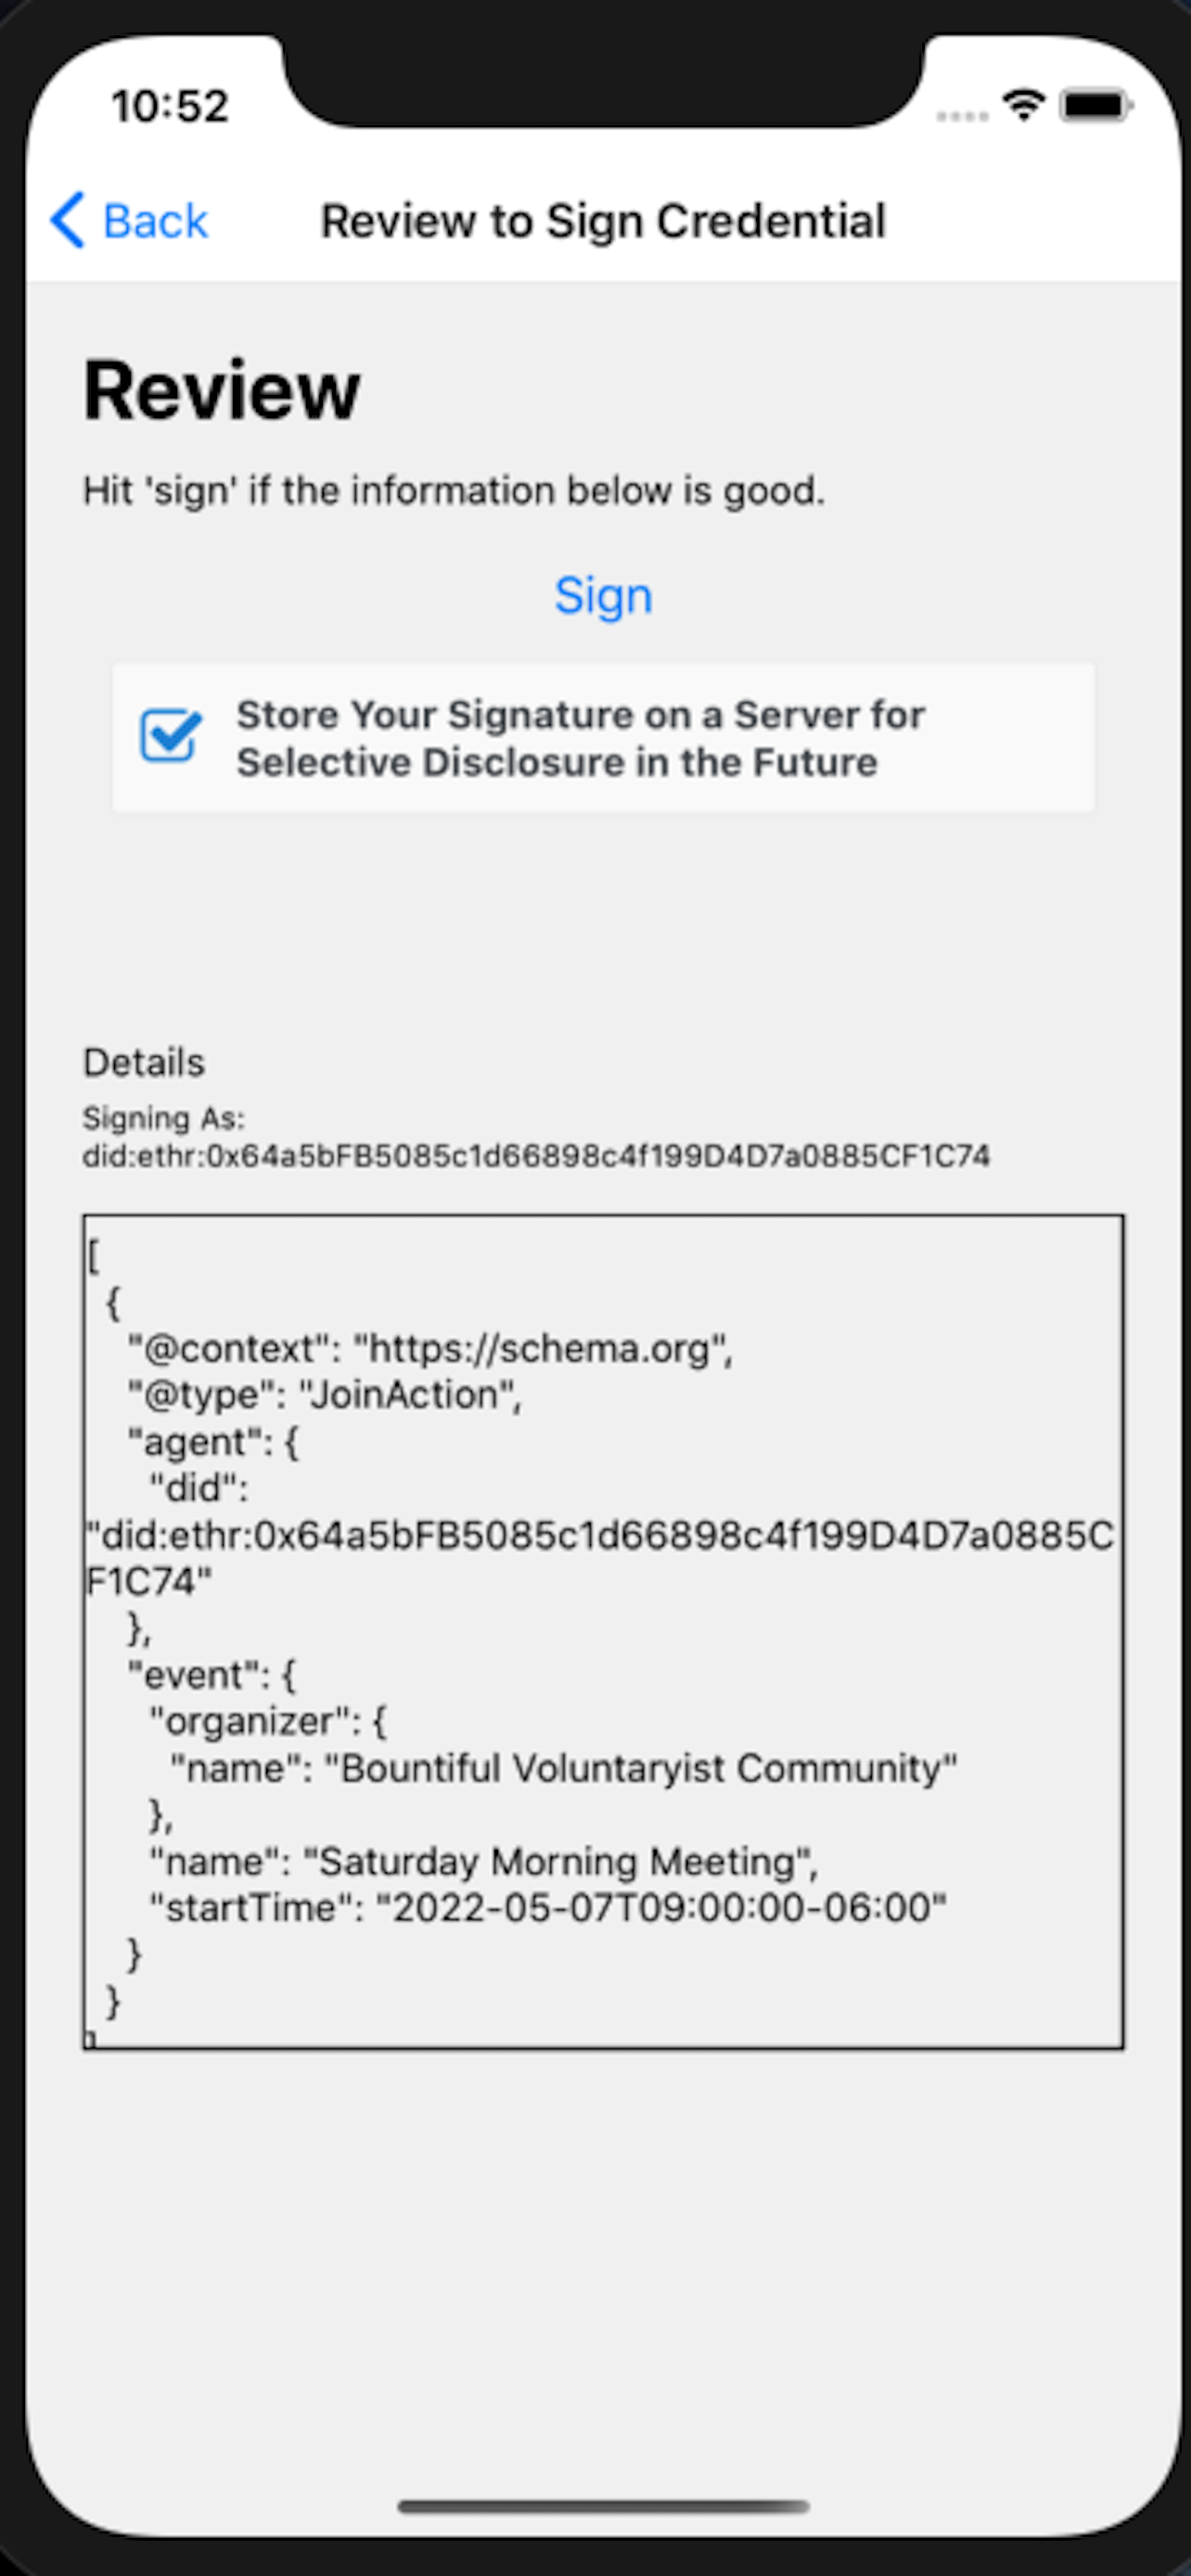 10:52
Back
Review to Sign Credential
Review
Hit 'sign' if the information below is good.
Sign
Store Your Signature on a Server for
Selective Disclosure in the Future
Details
Signing As:
did:ethr:0x64a5bFB5085c1d66898c4f199D4D7a0885CF1C74
[
{
"@context": "https://schema.org",
"@type": "JoinAction",
"agent": {
"did":
"did:ethr:0x64a5bFB5085c1d66898c4f199D4D7a0885C
F1C74"
},
"event": {
"organizer": {
"name": "Bountiful Voluntaryist Community"
},
"name": "Saturday Morning Meeting",
"startTime": "2022-05-07T09:00:00-06:00"
}
}
]